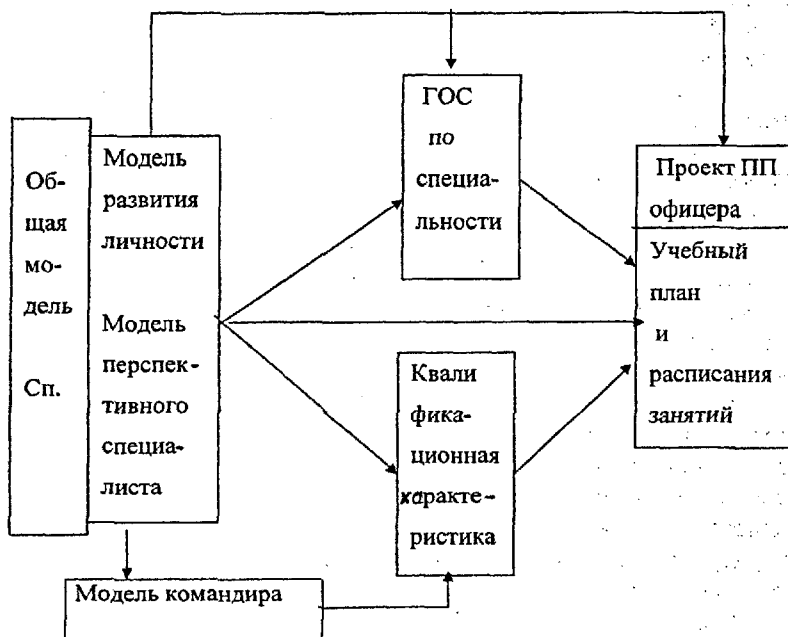 Об-
щая
мо-
дель
Сп.
Модель
развития
личности
Модель
перспек-
тивного
специа-
листа
ГОС
по
специа-
льности
Проект ПП
офицера
Учебный
план
и
расписания
занятий
Квали
фика-
ционная
характе-
ристика
Модель командира